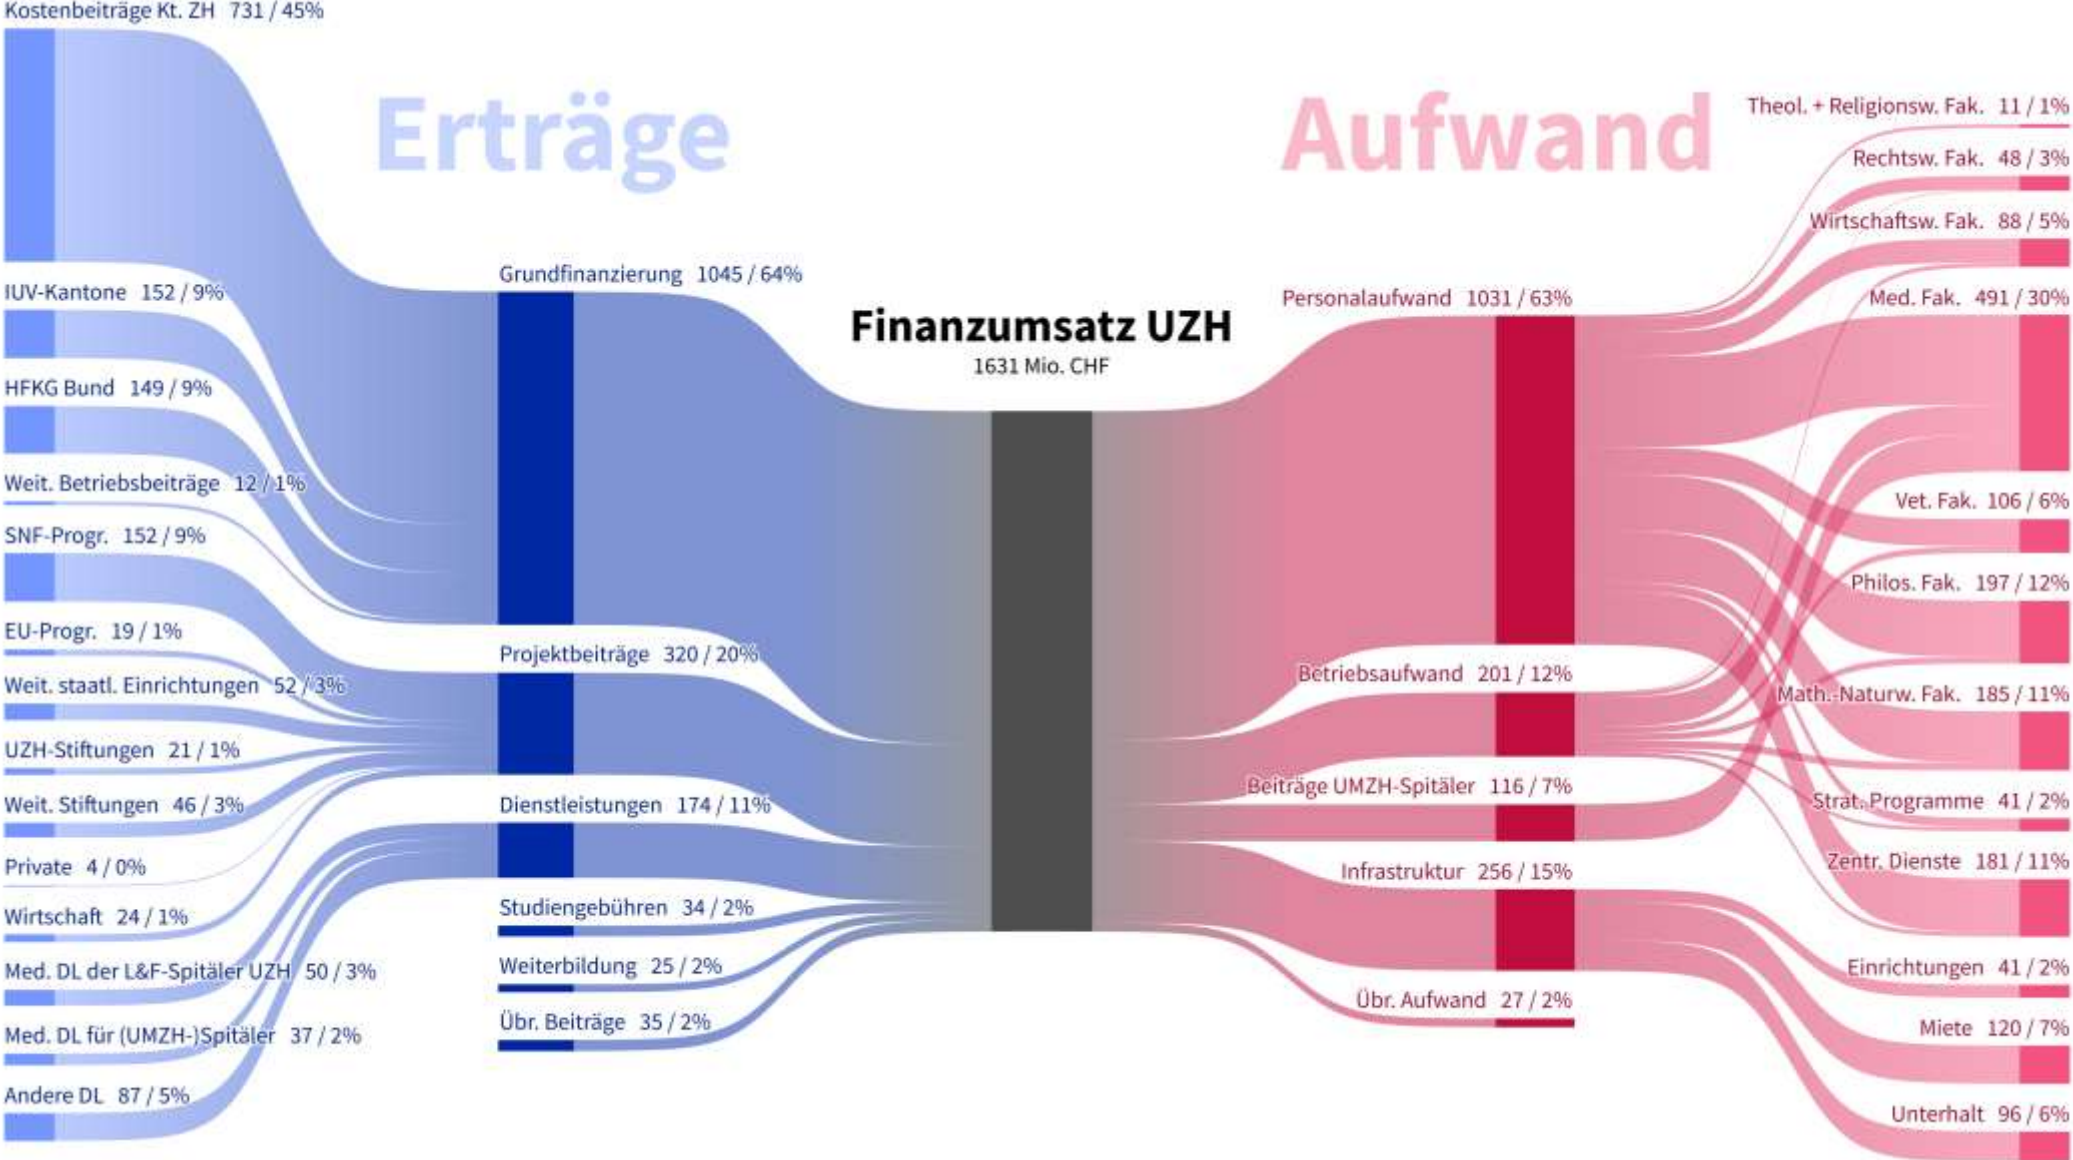 Kostenbeiträge Kt. ZH 731 / 45%
IUV-Kantone 152 / 9%
HFKG Bund 149 / 9%
Weit. Betriebsbeiträge 12 / 1%
SNF-Progr. 152 / 9%
EU-Progr. 19 / 1%
Weit. staatl. Einrichtungen 52 / 3%
UZH-Stiftungen 21 / 1%
Weit. Stiftungen 46 / 3%
Private 4 / 0%
Wirtschaft 24 / 1%
Med. DL der L&F-Spitäler UZH 50 / 3%
Med. DL für (UMZH-)Spitäler 37 / 2%
Andere DL 87 / 5%
Erträge
Grundfinanzierung 1045 / 64%
Projektbeiträge 320 / 20%
Dienstleistungen 174 / 11%
Studiengebühren 34 / 2%
Weiterbildung 25 / 2%
Übr. Beiträge 35 / 2%
Finanzumsatz UZH
1631 Mio. CHF
Aufwand
Personalaufwand 1031 / 63%
Betriebsaufwand 201 / 12%
Beiträge UMZH-Spitäler 116 / 7%
Infrastruktur 256 / 15%
Übr. Aufwand 27 / 2%
Theol. + Religionsw. Fak. 11 / 1%
Rechtsw. Fak. 48 / 3%
Wirtschaftsw. Fak. 88 / 5%
Med. Fak. 491 / 30%
Vet. Fak. 106 / 6%
Philos. Fak. 197 / 12%
Math.-Naturw. Fak. 185 / 11%
Strat. Programme 41 / 2%
Zentr. Dienste 181 / 11%
Einrichtungen 41 / 2%
Miete 120 / 7%
Unterhalt 96 / 6%